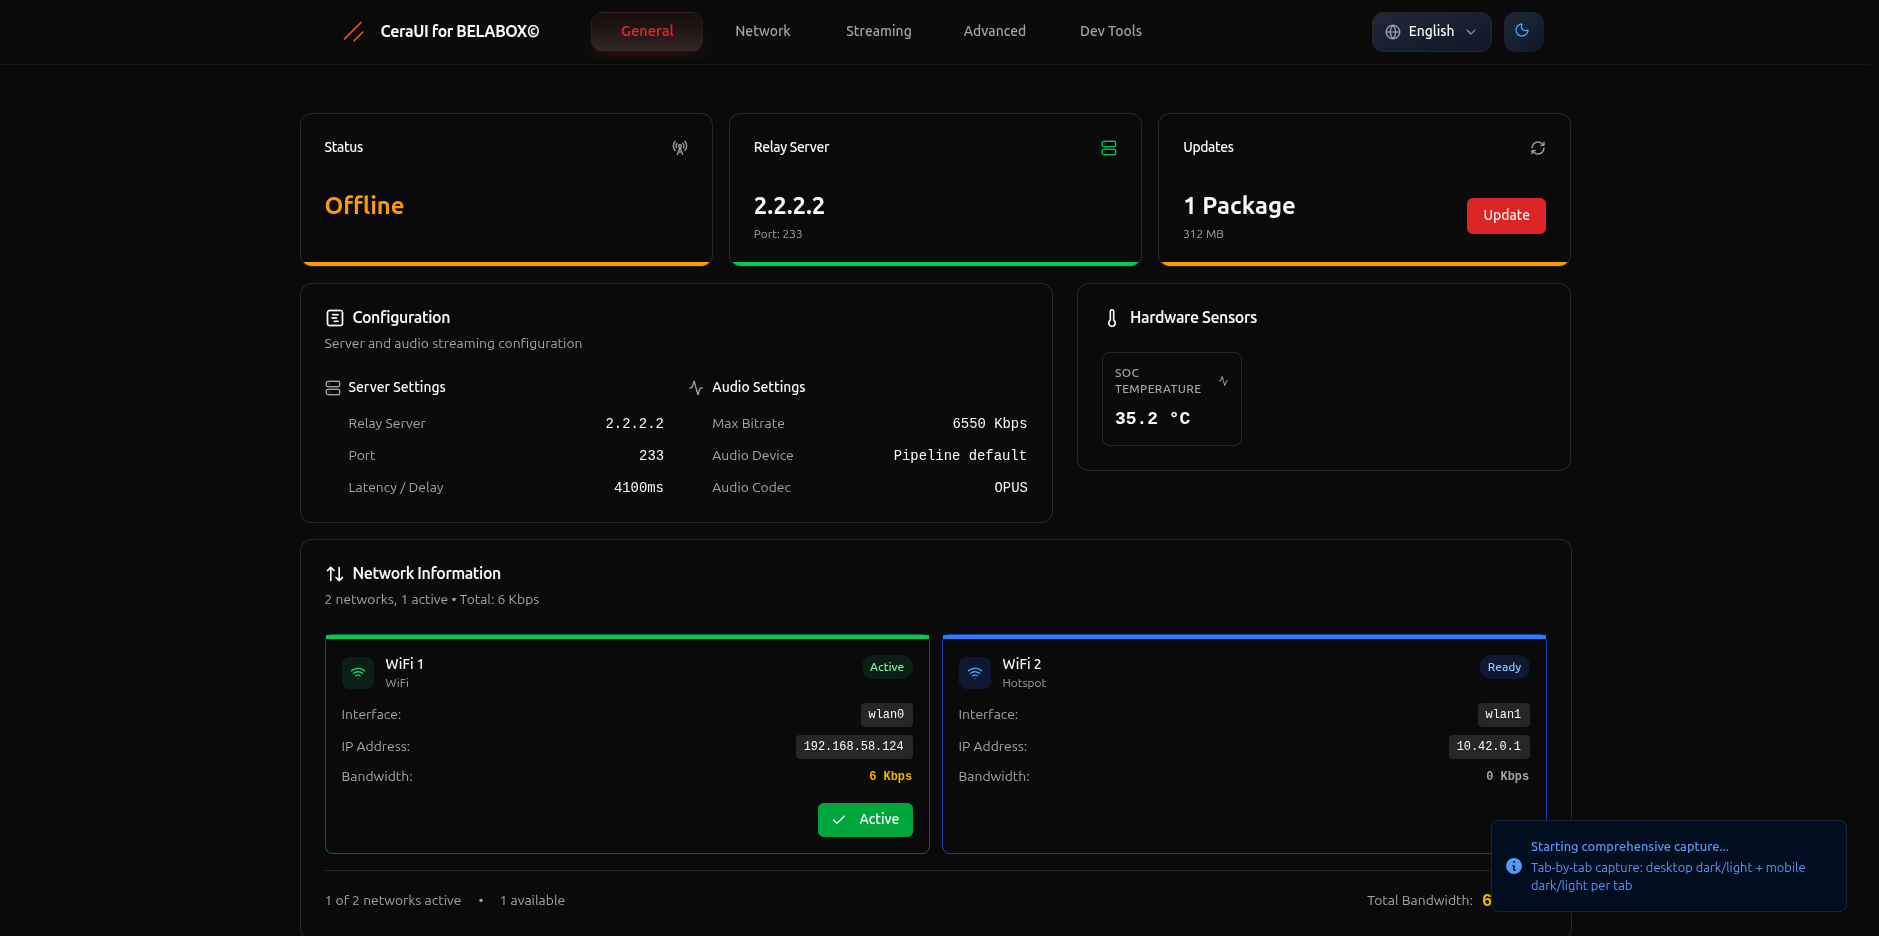 CeraUI for BELABOX©
General
Network
Streaming
Advanced
Dev Tools
English
Status
Offline
Relay Server
2.2.2.2
Port: 233
Updates
1 Package
312 MB
Update
Configuration
Server and audio streaming configuration
Server Settings
Relay Server 2.2.2.2
Port 233
Latency / Delay 4100ms
Audio Settings
Max Bitrate 6550 Kbps
Audio Device Pipeline default
Audio Codec OPUS
Hardware Sensors
SOC
TEMPERATURE
35.2 °C
Network Information
2 networks, 1 active • Total: 6 Kbps
WiFi 1
WiFi
Active
Interface: wlan0
IP Address: 192.168.58.124
Bandwidth: 6 Kbps
Active
WiFi 2
Hotspot
Ready
Interface: wlan1
IP Address: 10.42.0.1
Bandwidth: 0 Kbps
1 of 2 networks active • 1 available
Total Bandwidth: 6
Starting comprehensive capture...
Tab-by-tab capture: desktop dark/light + mobile
dark/light per tab